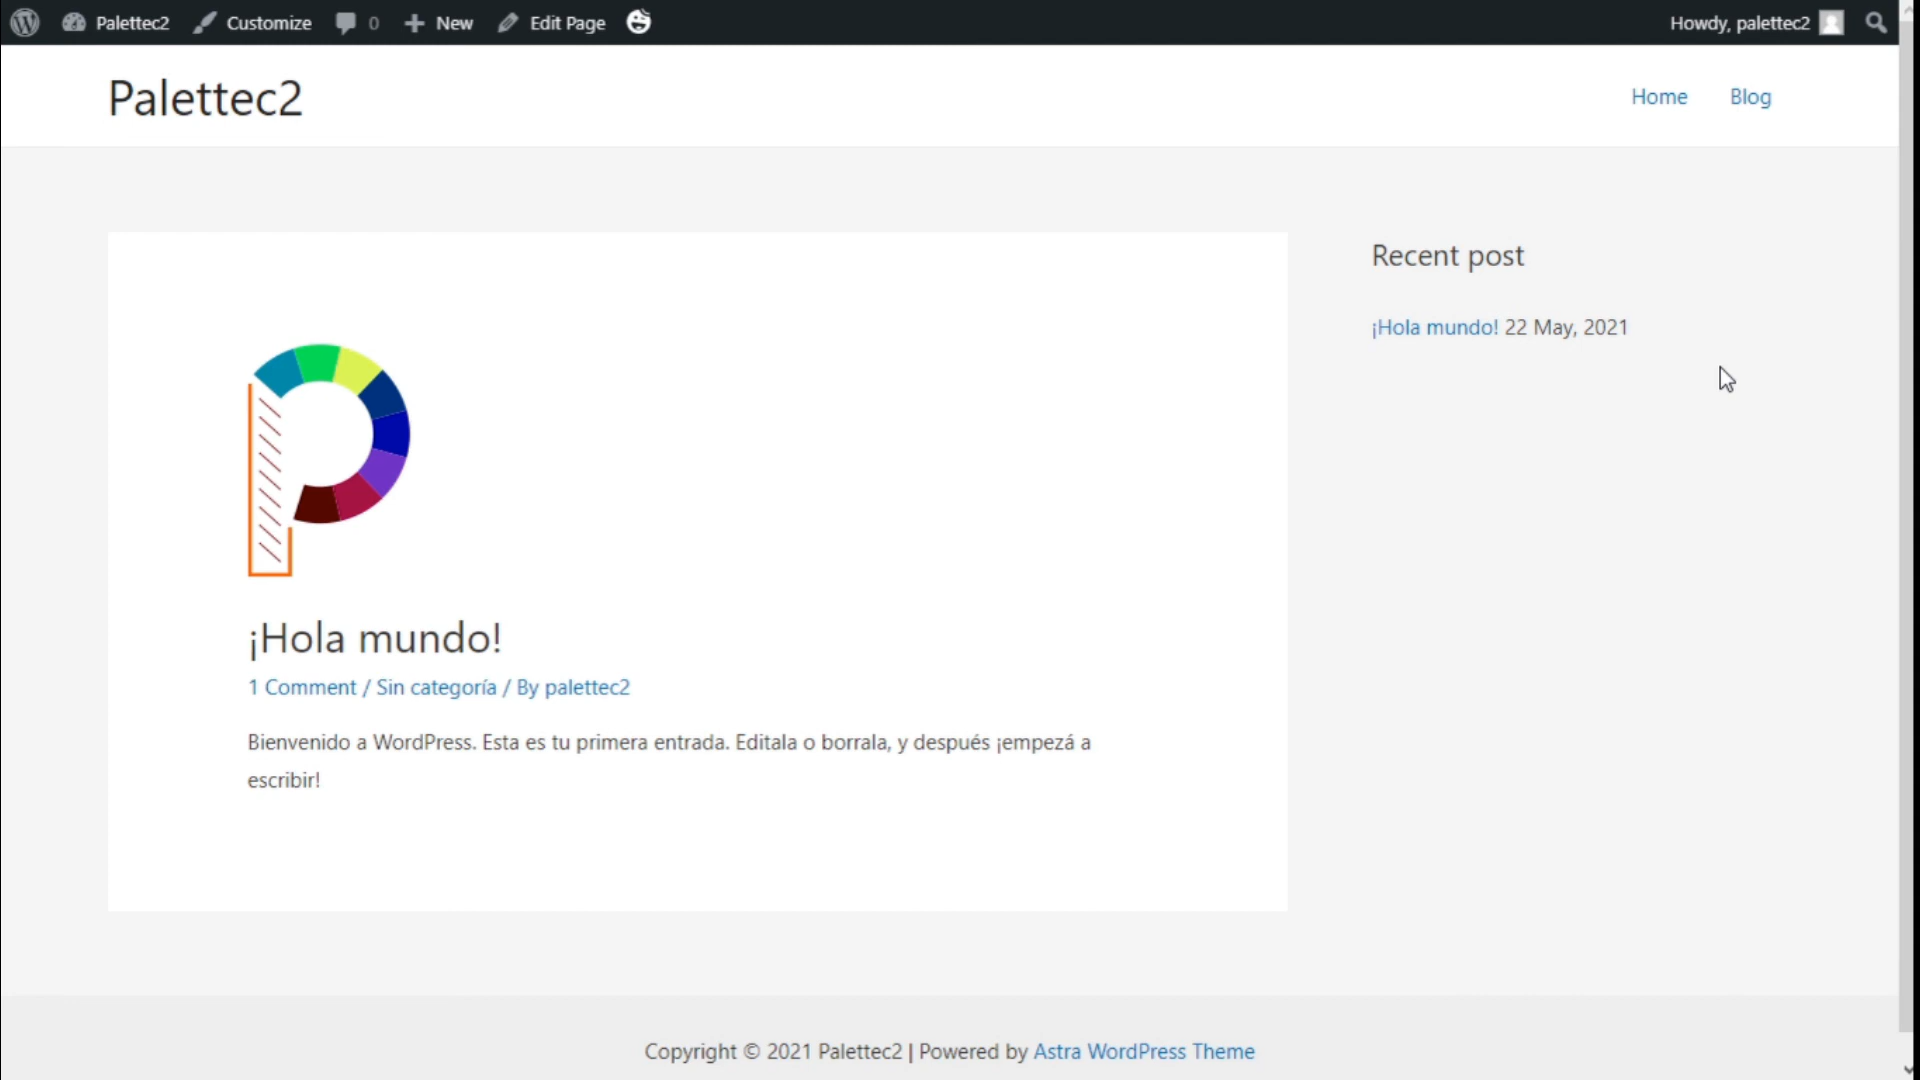 Palettec2 Customize 0 New Edit Page Howdy, palettec2
Palettec2
Home Blog
Recent post
¡Hola mundo! 22 May, 2021
¡Hola mundo!
1 Comment / Sin categoría / By palettec2
Bienvenido a WordPress. Esta es tu primera entrada. Editala o borrala, y después ¡empezá a
escribir!
Copyright © 2021 Palettec2 | Powered by Astra WordPress Theme